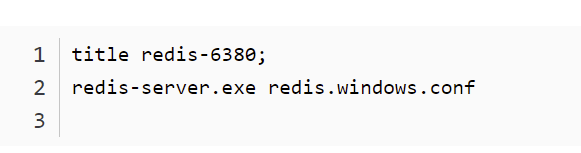 1 title redis-6380;
2 redis-server.exe redis.windows.conf
3